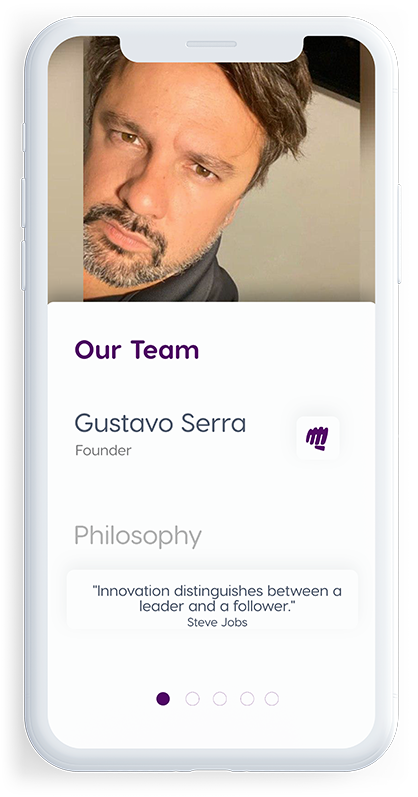 Our Team
Gustavo Serra
Founder
Philosophy
"Innovation distinguishes between a
leader and a follower."
Steve Jobs